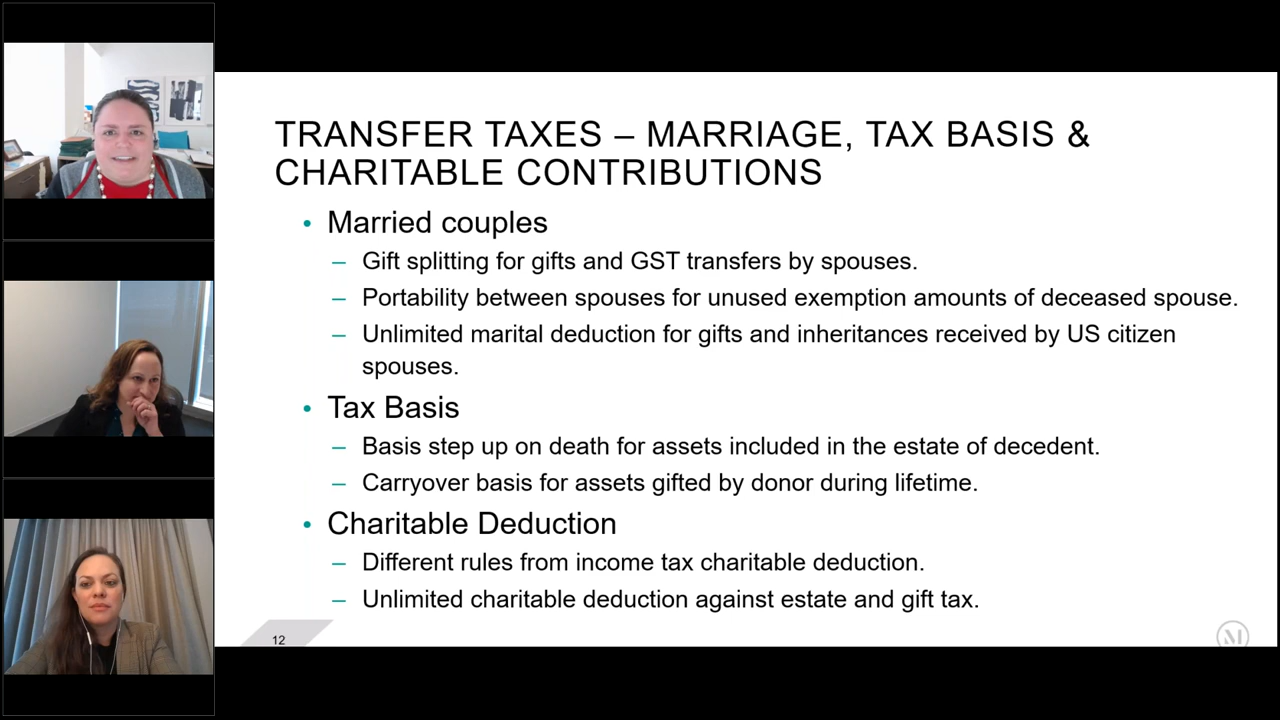 TRANSFER TAXES – MARRIAGE, TAX BASIS &
CHARITABLE CONTRIBUTIONS
• Married couples
– Gift splitting for gifts and GST transfers by spouses.
– Portability between spouses for unused exemption amounts of deceased spouse.
– Unlimited marital deduction for gifts and inheritances received by US citizen
spouses.
• Tax Basis
– Basis step up on death for assets included in the estate of decedent.
– Carryover basis for assets gifted by donor during lifetime.
• Charitable Deduction
– Different rules from income tax charitable deduction.
– Unlimited charitable deduction against estate and gift tax.
12
M